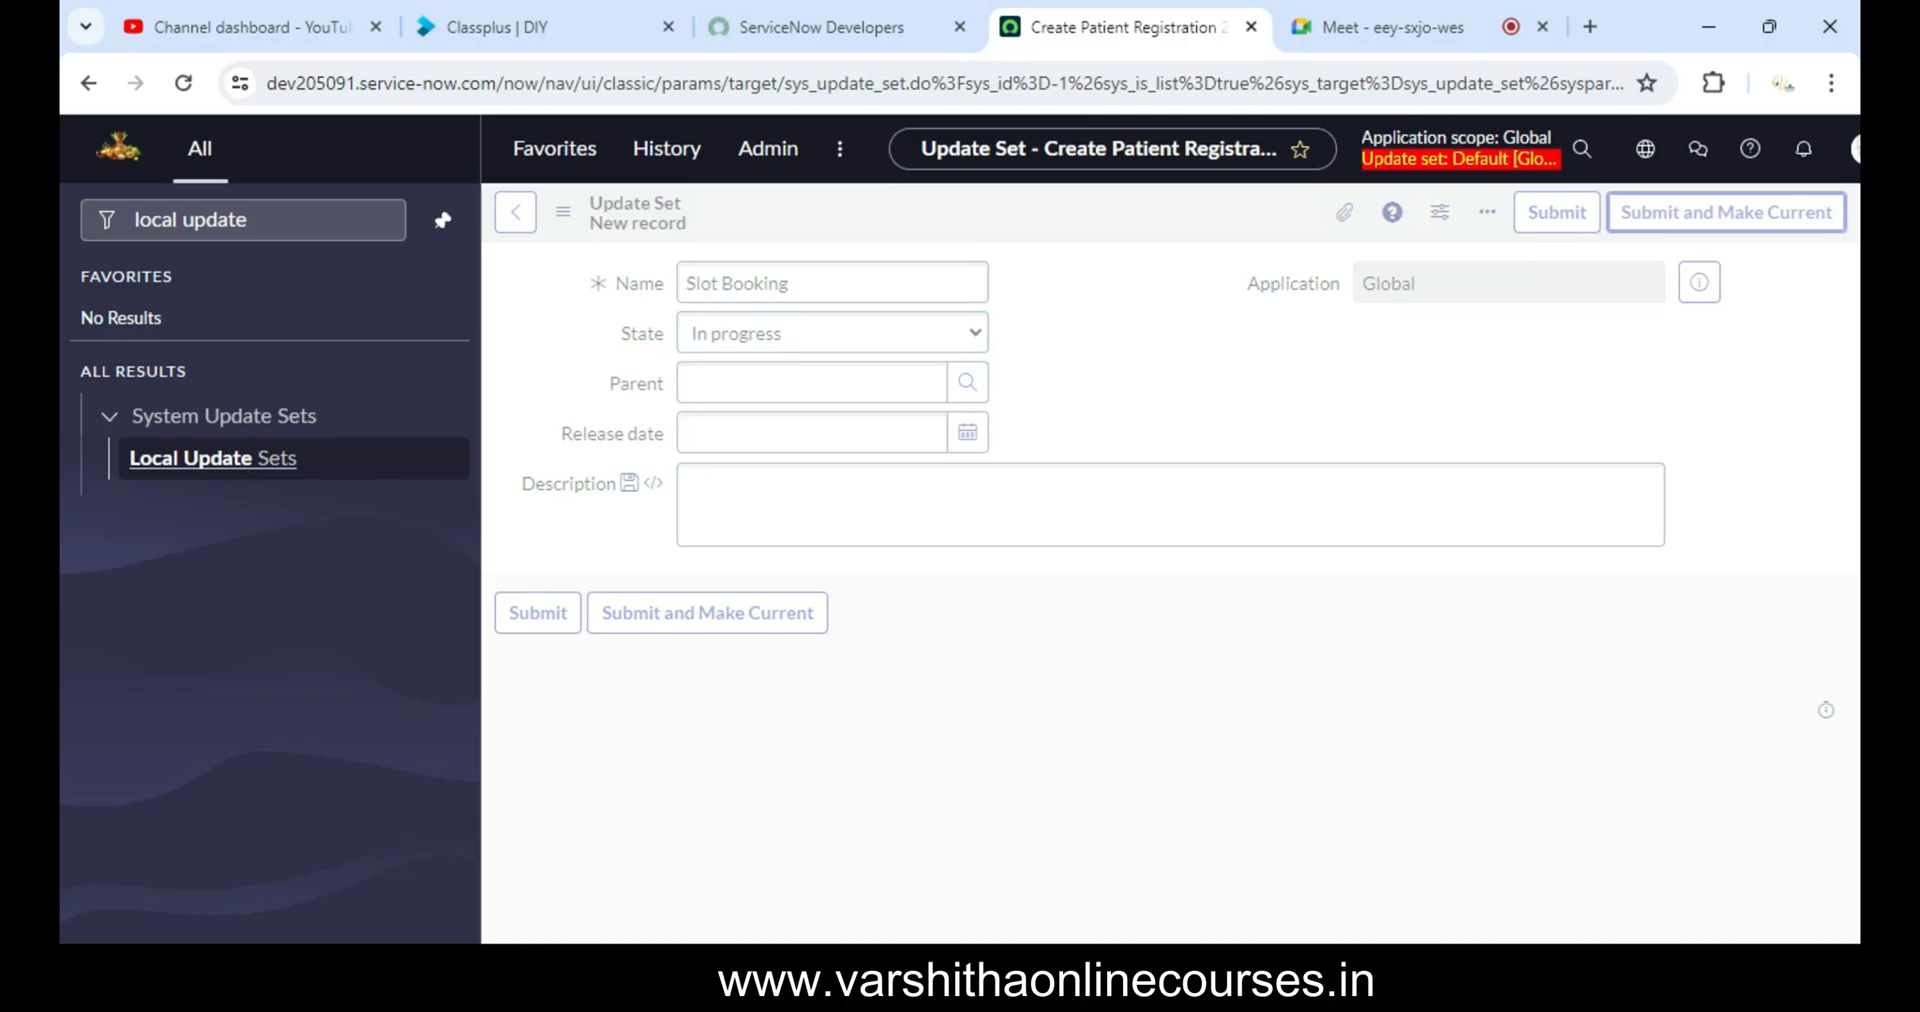 Channel dashboard - YouTu
Classplus | DIY
ServiceNow Developers
Create Patient Registration 2
Meet - eey-sxjo-wes
dev205091.service-now.com/now/nav/ui/classic/params/target/sys_update_set.do%3Fsys_id%3D-1%26sys_is_list%3Dtrue%26sys_target%3Dsys_update_set%26syspar...
All
Favorites
History
Admin
Update Set - Create Patient Registra...
Application scope: Global
Update set: Default [Glo...
local update
FAVORITES
No Results
ALL RESULTS
System Update Sets
Local Update Sets
Update Set
New record
Submit
Submit and Make Current
Name
Slot Booking
Application
Global
State
In progress
Parent
Release date
Description
Submit
Submit and Make Current
www.varshithaonlinecourses.in